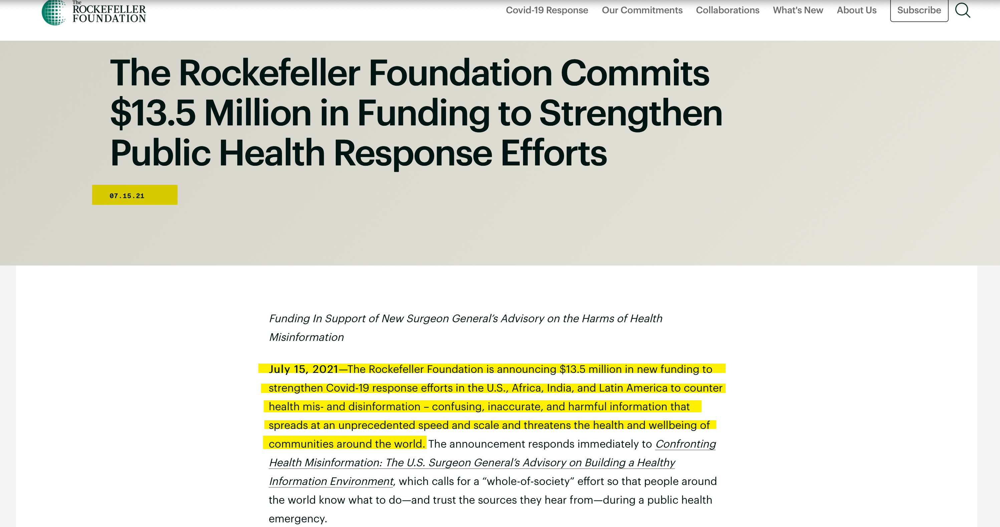 The
ROCKEFELLER
FOUNDATION
Covid-19 Response Our Commitments Collaborations What's New About Us Subscribe
The Rockefeller Foundation Commits
$13.5 Million in Funding to Strengthen
Public Health Response Efforts
07.15.21
Funding In Support of New Surgeon General’s Advisory on the Harms of Health
Misinformation
July 15, 2021—The Rockefeller Foundation is announcing $13.5 million in new funding to
strengthen Covid-19 response efforts in the U.S., Africa, India, and Latin America to counter
health mis- and disinformation – confusing, inaccurate, and harmful information that
spreads at an unprecedented speed and scale and threatens the health and wellbeing of
communities around the world. The announcement responds immediately to Confronting
Health Misinformation: The U.S. Surgeon General’s Advisory on Building a Healthy
Information Environment, which calls for a “whole-of-society” effort so that people around
the world know what to do—and trust the sources they hear from—during a public health
emergency.